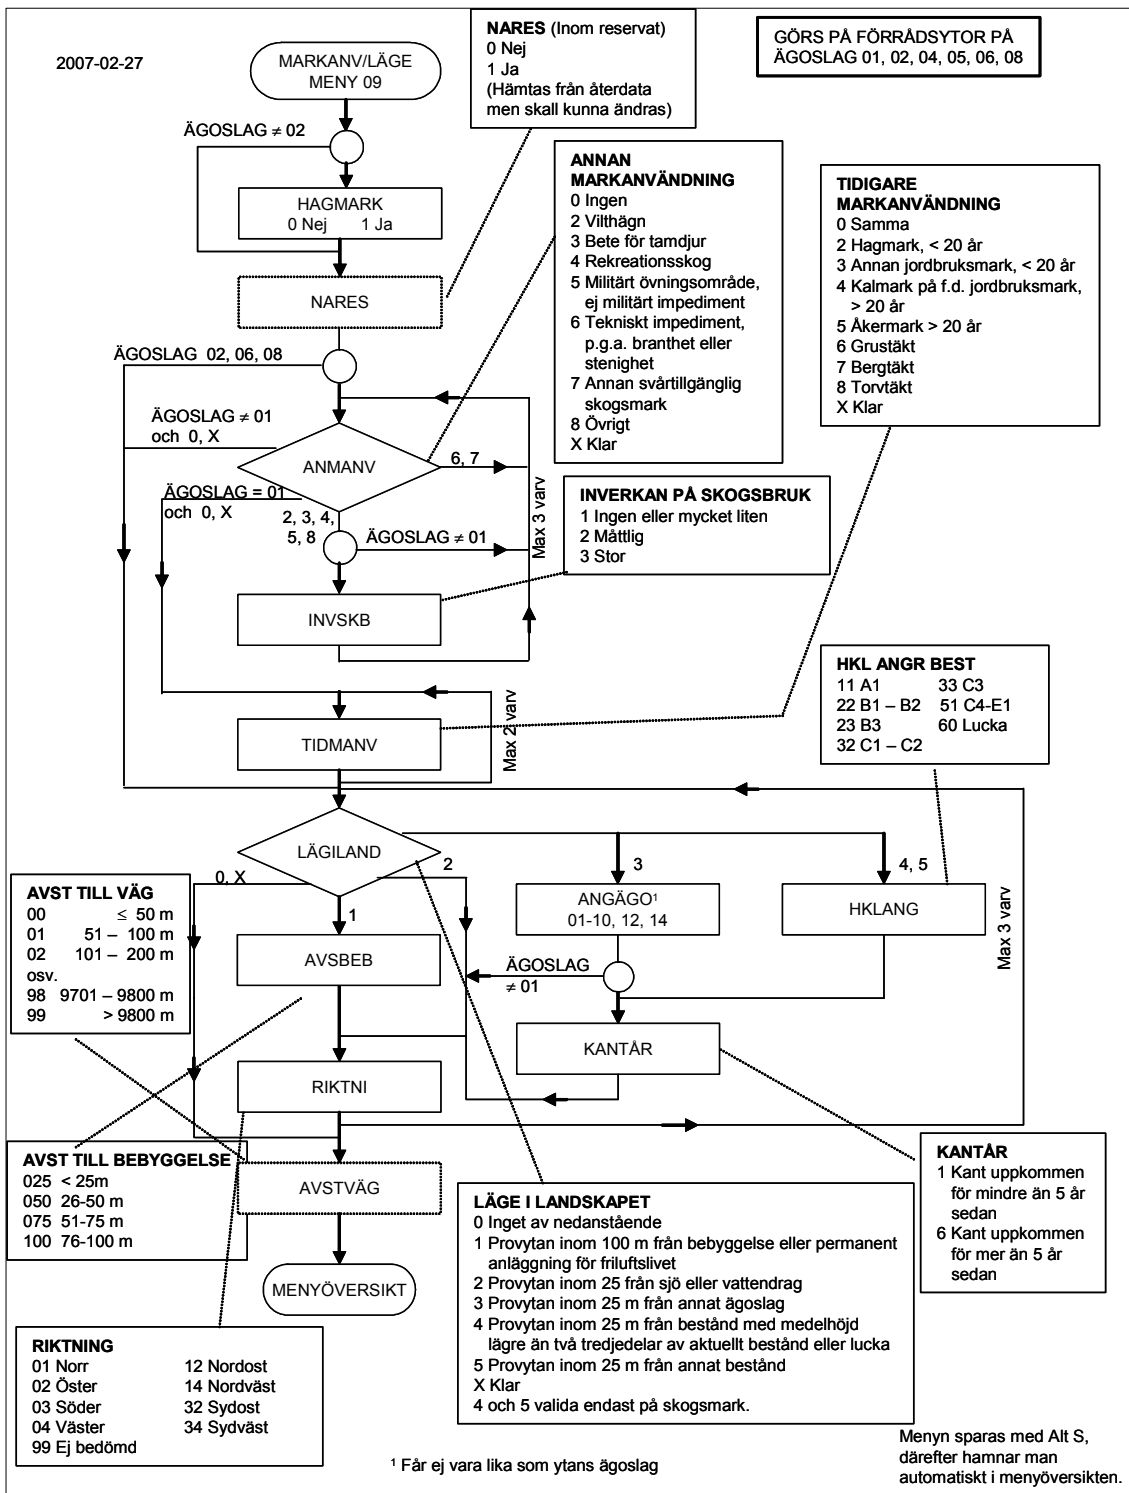 2007-02-27
MARKANV/LÄGE
MENY 09
NARES (Inom reservat)
0 Nej
1 Ja
(Hämtas från återdata
men skall kunna ändras)
GÖRS PÅ FÖRRÅDSYTOR PÅ
ÄGOSLAG 01, 02, 04, 05, 06, 08
ÄGOSLAG ≠ 02
HAGMARK
0 Nej 1 Ja
NARES
ANNAN
MARKANVÄNDNING
0 Ingen
2 Vilthägn
3 Bete för tamdjur
4 Rekreationsskog
5 Militärt övningsområde,
ej militärt impediment
6 Tekniskt impediment,
p.g.a. branthet eller
stenighet
7 Annan svårtillgänglig
skogsmark
8 Övrigt
X Klar
TIDIGARE
MARKANVÄNDNING
0 Samma
2 Hagmark, < 20 år
3 Annan jordbruksmark, < 20 år
4 Kalmark på f.d. jordbruksmark,
> 20 år
5 Åkermark > 20 år
6 Grustäkt
7 Bergtäkt
8 Torvtäkt
X Klar
ÄGOSLAG 02, 06, 08
ÄGOSLAG ≠ 01
och 0, X
ANMANV
6, 7
ÄGOSLAG = 01
och 0, X
2, 3, 4,
5, 8
ÄGOSLAG ≠ 01
Max 3 varv
INVERKAN PÅ SKOGSBRUK
1 Ingen eller mycket liten
2 Måttlig
3 Stor
INVSKB
HKL ANGR BEST
11 A1 33 C3
22 B1 – B2 51 C4-E1
23 B3 60 Lucka
32 C1 – C2
TIDMANV
Max 2 varv
LÄGILAND
0, X
1
2
3
4, 5
AVST TILL VÄG
00 ≤ 50 m
01 51 – 100 m
02 101 – 200 m
osv.
98 9701 – 9800 m
99 > 9800 m
ANGÄGO¹
01-10, 12, 14
HKLANG
Max 3 varv
AVSBEB
ÄGOSLAG
≠ 01
KANTÅR
RIKTNI
AVST TILL BEBYGGELSE
025 < 25m
050 26-50 m
075 51-75 m
100 76-100 m
AVSTVÄG
MENYÖVERSIKT
LÄGE I LANDSKAPET
0 Inget av nedanstående
1 Provytan inom 100 m från bebyggelse eller permanent
anläggning för friluftslivet
2 Provytan inom 25 från sjö eller vattendrag
3 Provytan inom 25 m från annat ägoslag
4 Provytan inom 25 m från bestånd med medelhöjd
lägre än två tredjedelar av aktuellt bestånd eller lucka
5 Provytan inom 25 m från annat bestånd
X Klar
4 och 5 valida endast på skogsmark.
KANTÅR
1 Kant uppkommen
för mindre än 5 år
sedan
6 Kant uppkommen
för mer än 5 år
sedan
RIKTNING
01 Norr 12 Nordost
02 Öster 14 Nordväst
03 Söder 32 Sydost
04 Väster 34 Sydväst
99 Ej bedömd
¹ Får ej vara lika som ytans ägoslag
Menyn sparas med Alt S,
därefter hamnar man
automatiskt i menyöversikten.